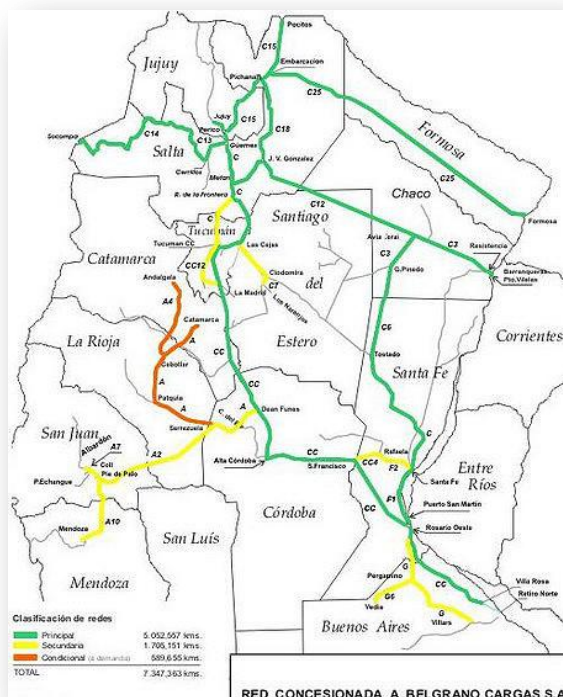 Pocitos
C15
Jujuy
Embarcacion
Pichanal
C25
Jujuy
C15
Perico
C18
Formosa
Socompa
C14
C13
Güemes
Salta
C
J. V. Gonzalez
C25
Cerrillos
Metan
Chaco
R. de la Frontera
C
C12
Formosa
C
Santiago
Tucumán
Avia Terai
Resistencia
Tucuman CC
Las Cejas
C3
C3
Catamarca
G.Pinedo
Barranqueras
Pto.Vilelas
CC12
Clodomira
del
Andalgala
C7
La Madrid
Los Naranjos
A4
C6
Catamarca
Corrientes
La Rioja
A
CC
Estero
Tostado
Cebollar
Santa Fe
CC
A
Patquia
A
A
Dean Funes
San Juan
Serrezuela
C
Albardón
A7
Entre
Ríos
A2
CC
Rafaela
Coll
Alta Córdoba
CC4
F2
Pie de Palo
S.Francisco
Santa Fe
P.Echangue
F1
Córdoba
CC
Puerto San Martin
Mendoza
A10
Rosario Oeste
San Luís
G
Pergamino
CC
Villa Rosa
Mendoza
G6
Retiro Norte
Vedia
G
Buenos Aires
Villars
Clasificación de redes
Principal 5.052,557 kms.
Secundaria 1.705,151 kms.
Condicional (a demanda) 589,655 kms.
TOTAL 7.347,363 kms.
RED CONCESIONADA A BELGRANO CARGAS S.A.